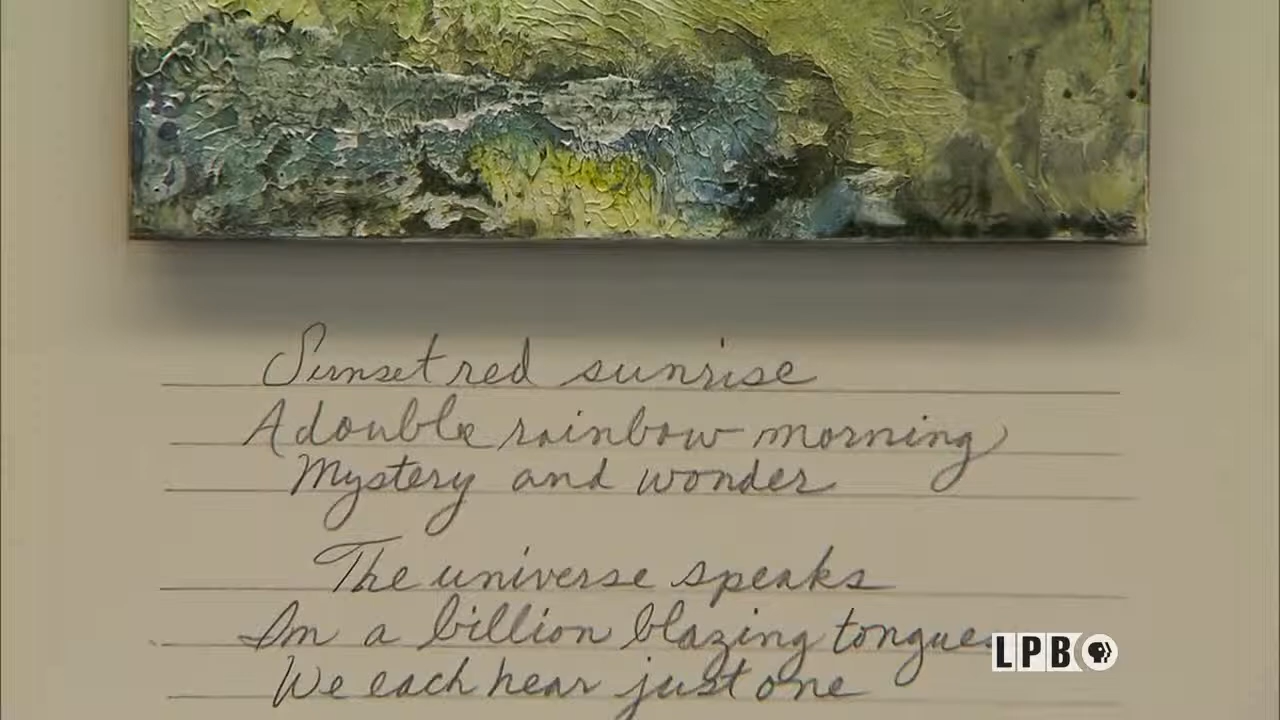 Sunset red sunrise
A double rainbow morning
Mystery and wonder
The universe speaks
In a billion blazing tongues
We each hear just one
LPB